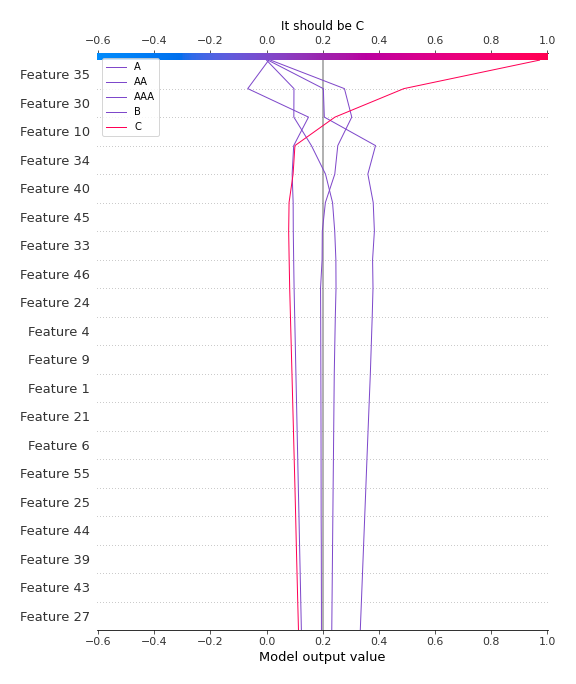 It should be C
−0.6 −0.4 −0.2 0.0 0.2 0.4 0.6 0.8 1.0
A
AA
AAA
B
C
Feature 35
Feature 30
Feature 10
Feature 34
Feature 40
Feature 45
Feature 33
Feature 46
Feature 24
Feature 4
Feature 9
Feature 1
Feature 21
Feature 6
Feature 55
Feature 25
Feature 44
Feature 39
Feature 43
Feature 27
−0.6 −0.4 −0.2 0.0 0.2 0.4 0.6 0.8 1.0
Model output value